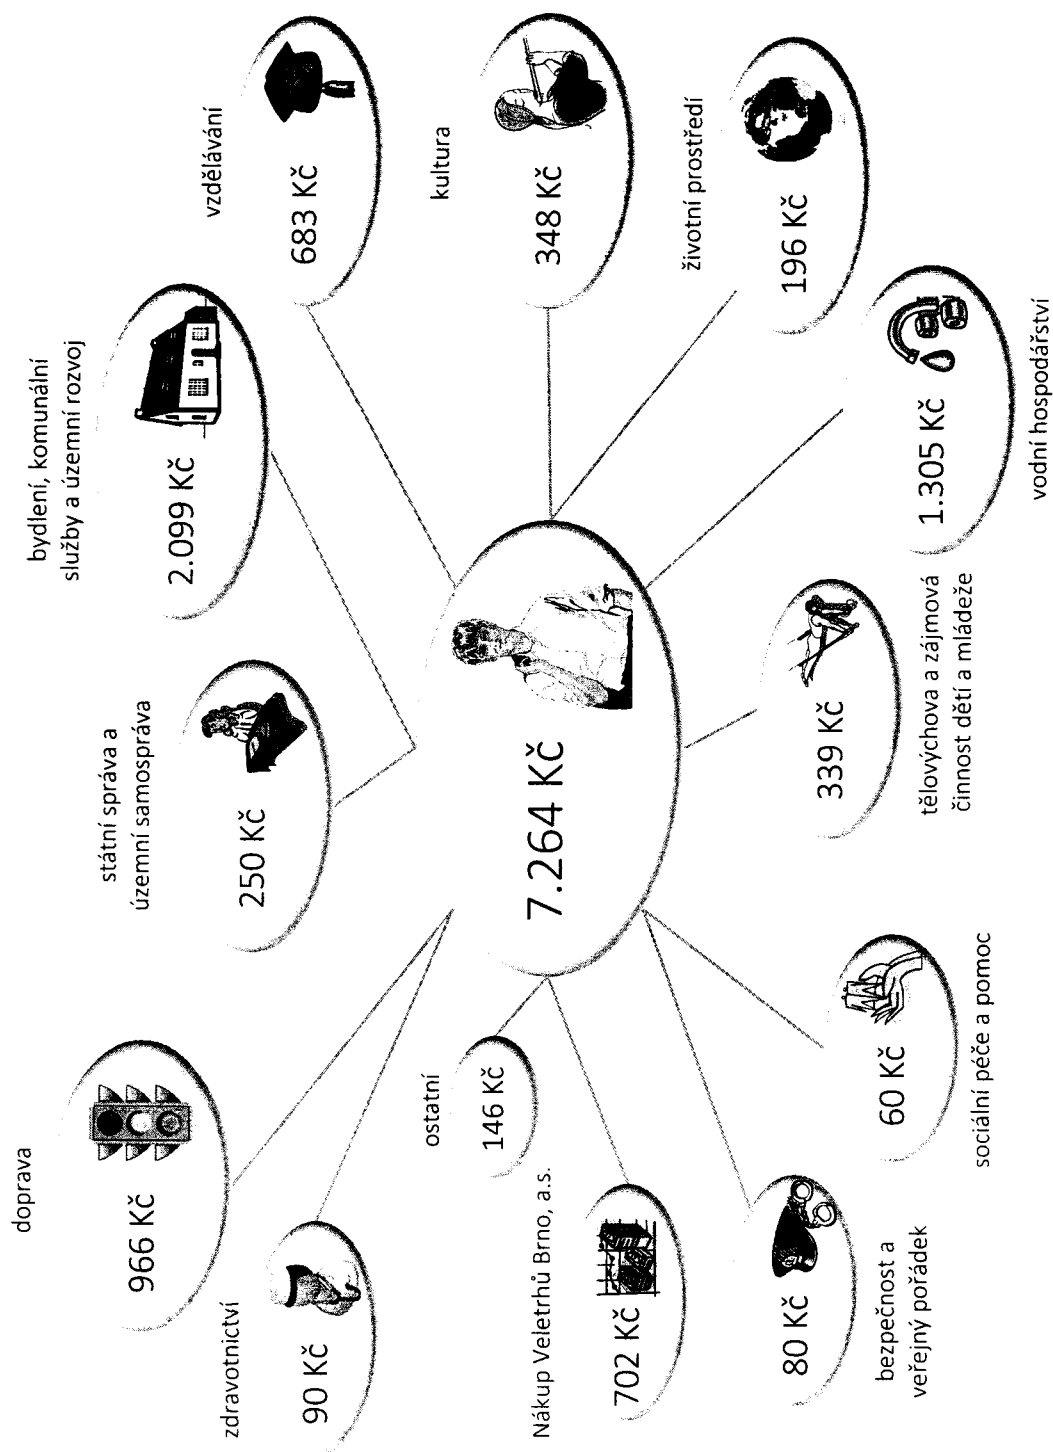 doprava
966 Kč
státní správa a
územní samospráva
250 Kč
bydlení, komunální
služby a územní rozvoj
2.099 Kč
vzdělávání
683 Kč
zdravotnictví
90 Kč
ostatní
146 Kč
7.264 Kč
kultura
348 Kč
Nákup Veletrhů Brno, a.s.
702 Kč
životní prostředí
196 Kč
80 Kč
bezpečnost a
veřejný pořádek
60 Kč
sociální péče a pomoc
339 Kč
tělovýchova a zájmová
činnost dětí a mládeže
1.305 Kč
vodní hospodářství